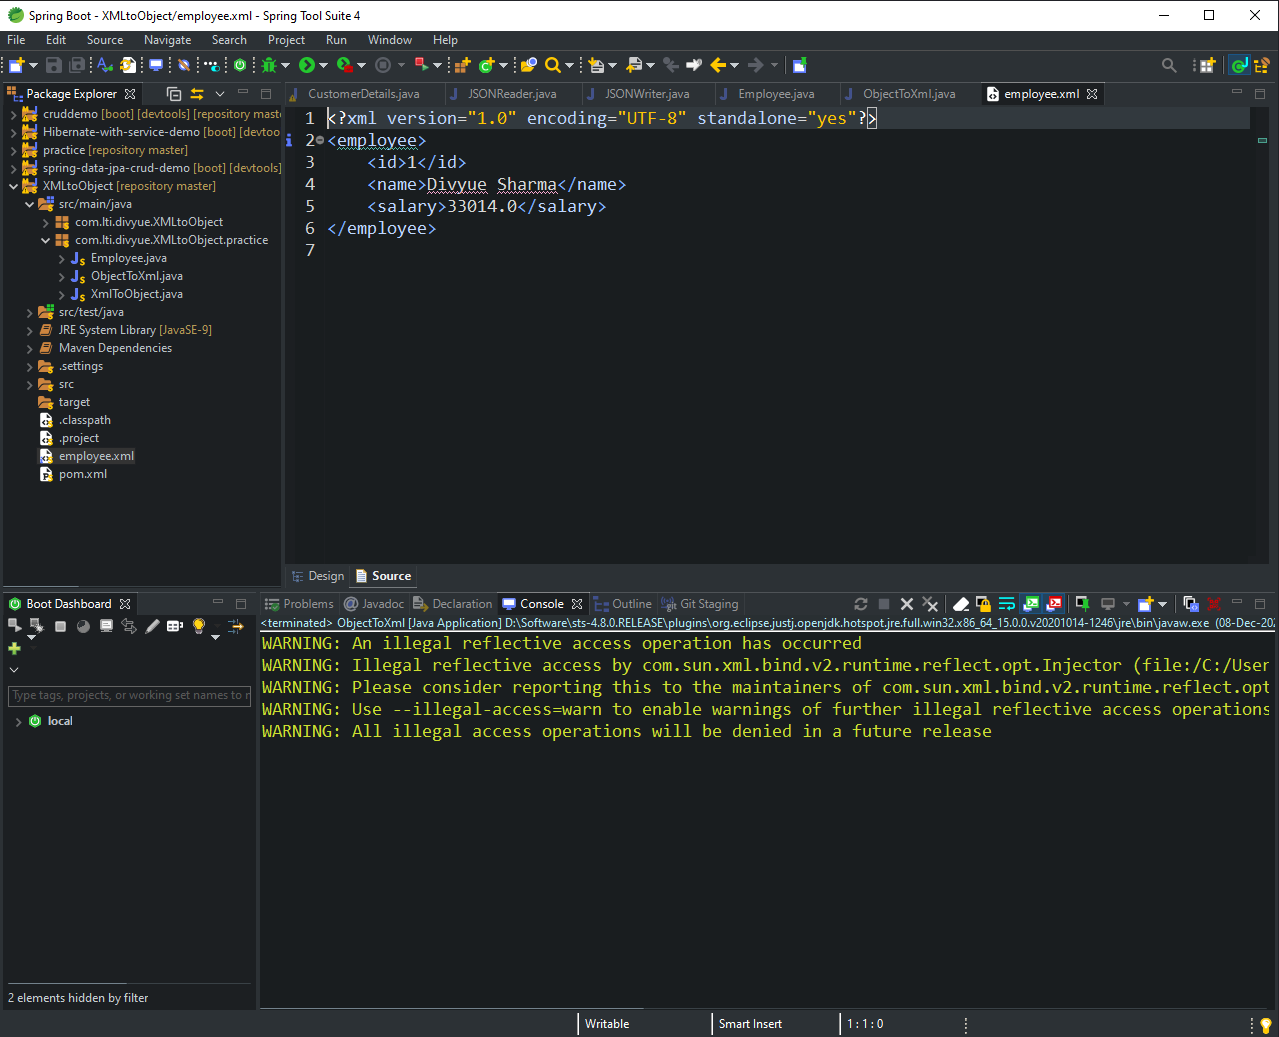 Spring Boot - XMLtoObject/employee.xml - Spring Tool Suite 4
File Edit Source Navigate Search Project Run Window Help
Package Explorer
cruddemo [boot] [devtools] [repository mast
Hibernate-with-service-demo [boot] [devtoo
practice [repository master]
spring-data-jpa-crud-demo [boot] [devtools]
XMLtoObject [repository master]
src/main/java
com.lti.divyue.XMLtoObject
com.lti.divyue.XMLtoObject.practice
Employee.java
ObjectToXml.java
XmlToObject.java
src/test/java
JRE System Library [JavaSE-9]
Maven Dependencies
.settings
src
target
.classpath
.project
employee.xml
pom.xml
CustomerDetails.java JSONReader.java JSONWriter.java Employee.java ObjectToXml.java employee.xml
1 <?xml version="1.0" encoding="UTF-8" standalone="yes"?>
2 <employee>
3 <id>1</id>
4 <name>Divyue Sharma</name>
5 <salary>33014.0</salary>
6 </employee>
7
Design Source
Boot Dashboard
Type tags, projects, or working set names to r
local
2 elements hidden by filter
Problems Javadoc Declaration Console Outline Git Staging
<terminated> ObjectToXml [Java Application] D:\Software\sts-4.8.0.RELEASE\plugins\org.eclipse.justj.openjdk.hotspot.jre.full.win32.x86_64_15.0.0.v20201014-1246\jre\bin\javaw.exe (08-Dec-202
WARNING: An illegal reflective access operation has occurred
WARNING: Illegal reflective access by com.sun.xml.bind.v2.runtime.reflect.opt.Injector (file:/C:/User
WARNING: Please consider reporting this to the maintainers of com.sun.xml.bind.v2.runtime.reflect.opt
WARNING: Use --illegal-access=warn to enable warnings of further illegal reflective access operations
WARNING: All illegal access operations will be denied in a future release
Writable Smart Insert 1 : 1 : 0